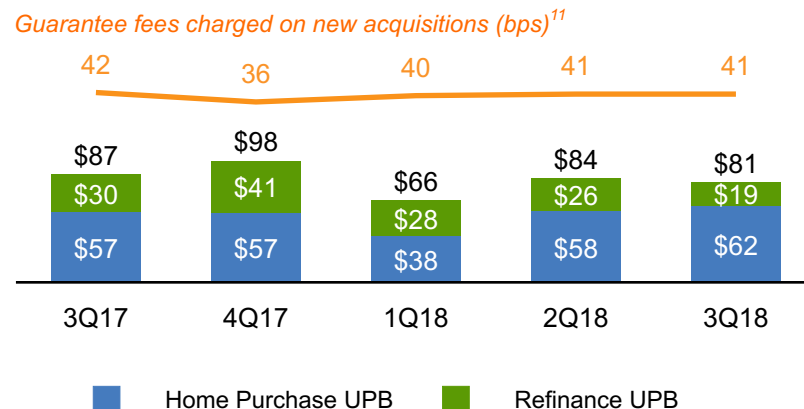 Guarantee fees charged on new acquisitions (bps)11
42 36 40 41 41
$87 $98 $66 $84 $81
$30 $41 $28 $26 $19
$57 $57 $38 $58 $62
3Q17 4Q17 1Q18 2Q18 3Q18
Home Purchase UPB Refinance UPB